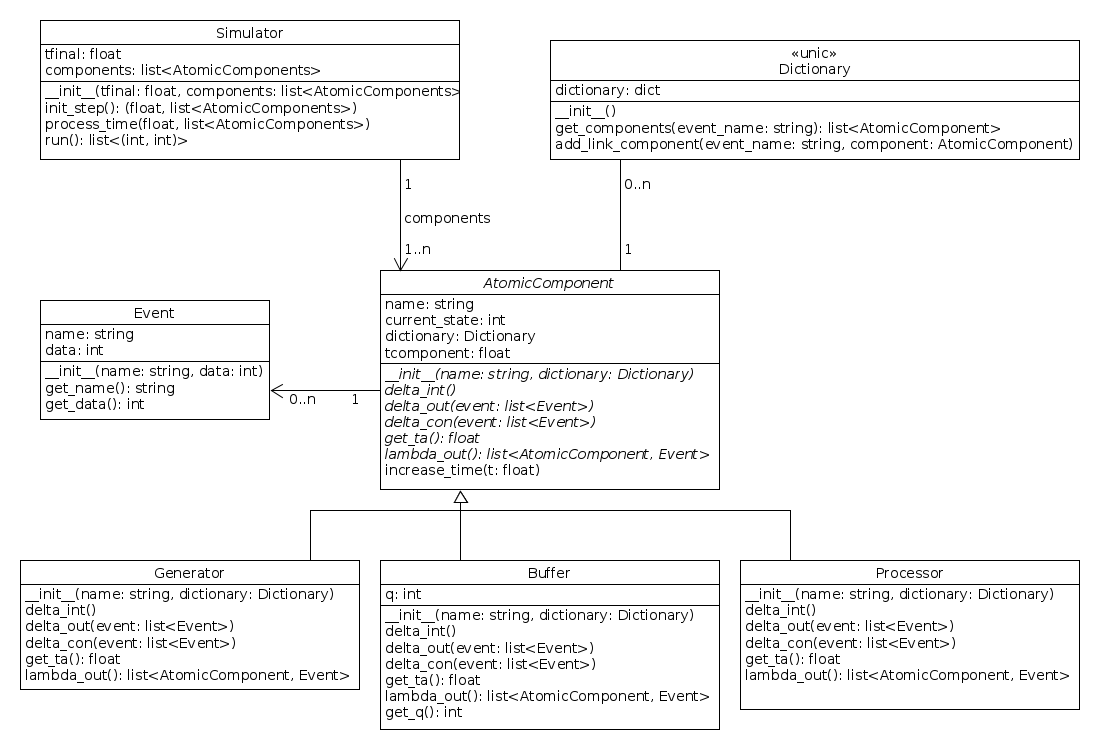 Simulator
tfinal: float
components: list<AtomicComponents>
__init__(tfinal: float, components: list<AtomicComponents>
init_step(): (float, list<AtomicComponents>)
process_time(float, list<AtomicComponents>)
run(): list<(int, int)>
«unic»
Dictionary
dictionary: dict
__init__()
get_components(event_name: string): list<AtomicComponent>
add_link_component(event_name: string, component: AtomicComponent)
1
components
1..n
0..n
1
AtomicComponent
name: string
current_state: int
dictionary: Dictionary
tcomponent: float
__init__(name: string, dictionary: Dictionary)
delta_int()
delta_out(event: list<Event>)
delta_con(event: list<Event>)
get_ta(): float
lambda_out(): list<AtomicComponent, Event>
increase_time(t: float)
Event
name: string
data: int
__init__(name: string, data: int)
get_name(): string
get_data(): int
0..n
1
Generator
__init__(name: string, dictionary: Dictionary)
delta_int()
delta_out(event: list<Event>)
delta_con(event: list<Event>)
get_ta(): float
lambda_out(): list<AtomicComponent, Event>
Buffer
q: int
__init__(name: string, dictionary: Dictionary)
delta_int()
delta_out(event: list<Event>)
delta_con(event: list<Event>)
get_ta(): float
lambda_out(): list<AtomicComponent, Event>
get_q(): int
Processor
__init__(name: string, dictionary: Dictionary)
delta_int()
delta_out(event: list<Event>)
delta_con(event: list<Event>)
get_ta(): float
lambda_out(): list<AtomicComponent, Event>